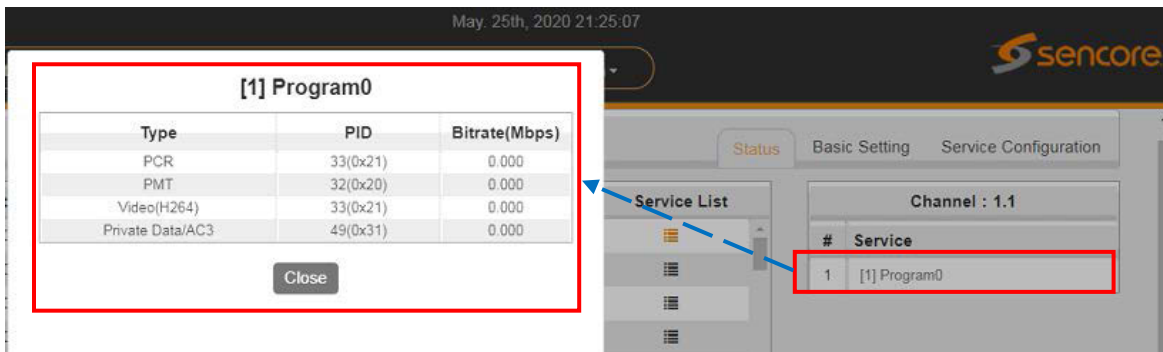 May. 25th, 2020 21:25:07
sencore
[1] Program0
Type PID Bitrate(Mbps)
PCR 33(0x21) 0.000
PMT 32(0x20) 0.000
Video(H264) 33(0x21) 0.000
Private Data/AC3 49(0x31) 0.000
Close
Status Basic Setting Service Configuration
Service List
Channel : 1.1
# Service
1 [1] Program0